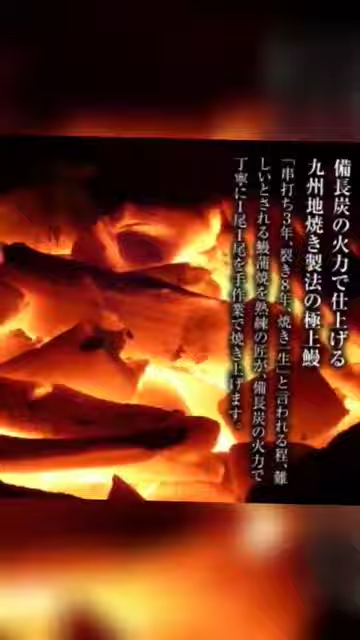 備長炭の火力で仕上げる
九州地焼き製法の極上鰻
「串打ち3年、裂き8年、焼き一生」と言われる程、難
しいとされる鰻蒲焼を熟練の匠が、備長炭の火力で
丁寧に1尾1尾を手作業で焼き上げます。